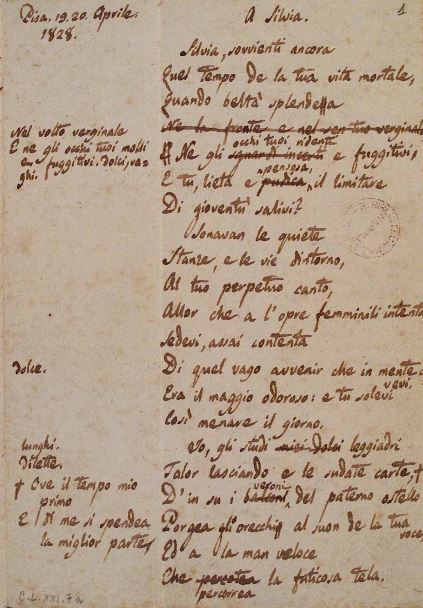 Pisa. 19. 20. Aprile.
1828.
A Silvia.
1
Silvia, sovvienti ancora
Quel tempo de la tua vita mortale,
Quando beltà splendea
Ne la fronte e nel sen tuo verginale
Nel volto verginale
E ne gli occhi tuoi molli
e fuggitivi. dolci, va-
ghi.
occhi tuoi ridenti
Ne gli sguardi incerti e fuggitivi,
pensosa,
E tu, lieta e pudica, il limitare
Di gioventù salivi?
Sonavan le quiete
Stanze, e le vie dintorno,
Al tuo perpetuo canto,
Allor che a l'opre femminili intenta
Sedevi, assai contenta
dolce.
Di quel vago avvenir che in mente
avevi.
Era il maggio odoroso: e tu solevi
Così menare il giorno.
lunghi.
Dilette.
Io, gli studi miei dolci leggiadri
Talor lasciando e le sudate carte, †
† Ove il tempo mio
primo
E Di me si spendea
la miglior parte,
veroni
D' in su i balconi, del paterno ostello
Porgea gli orecchi al suon de la tua
voce,
Ed a la man veloce
Che percotea la faticosa tela.
percorrea
C.L. XXI. 7a